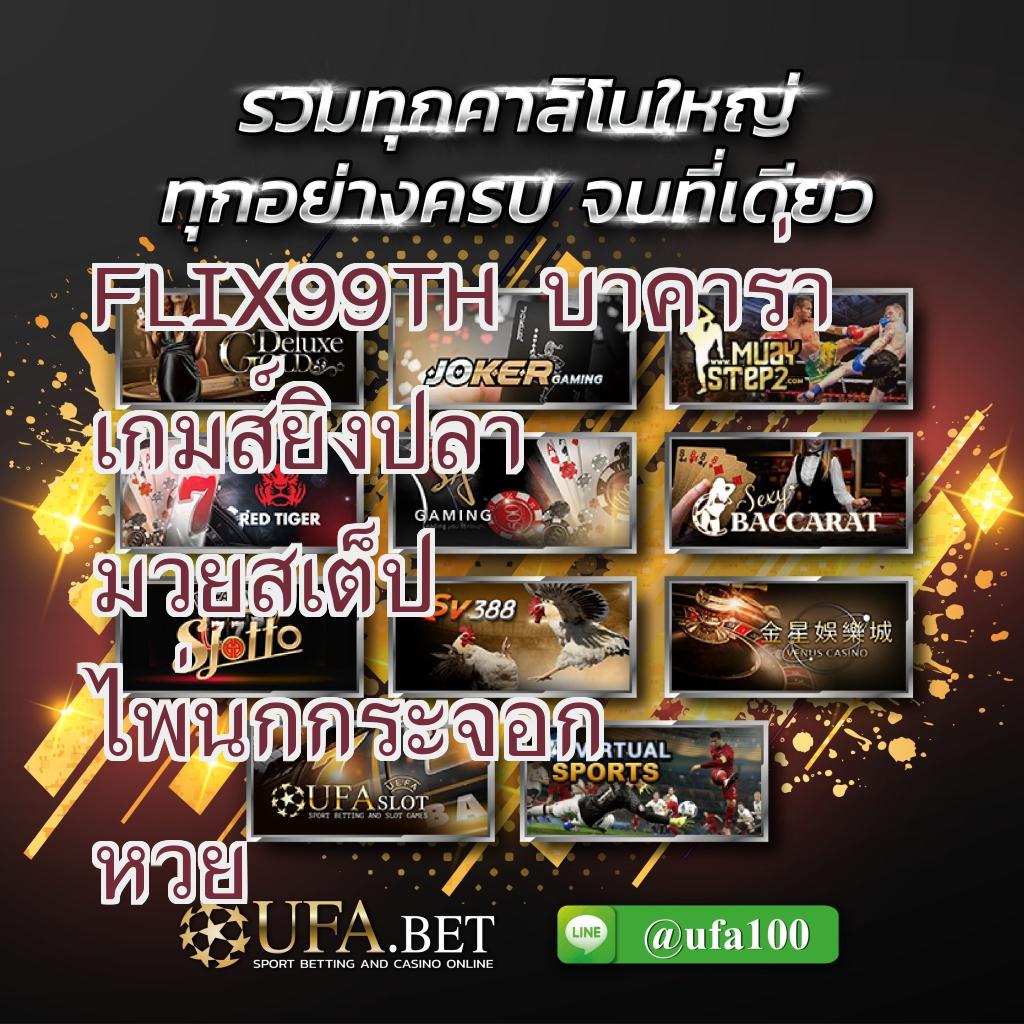 รวมทุกคาสิโนใหญ่
ทุกอย่างครบ จบที่เดียว
FLIX99TH บาคาร่า
Deluxe
GOLD
JOKER GAMING
WWW.MUAY
STEP2.COM
เกมส์ยิงปลา
7
RED TIGER
GAMING
Sexy
BACCARAT
มวยสเต็ป
Slotto
SV388
金星娛樂城
VENUS CASINO
ไพ่นกกระจอก
UFA SLOT
SPORT BETTING AND SLOT GAMES
VIRTUAL
SPORTS
หวย
UFA.BET
SPORT BETTING AND CASINO ONLINE
LINE
@ufa100